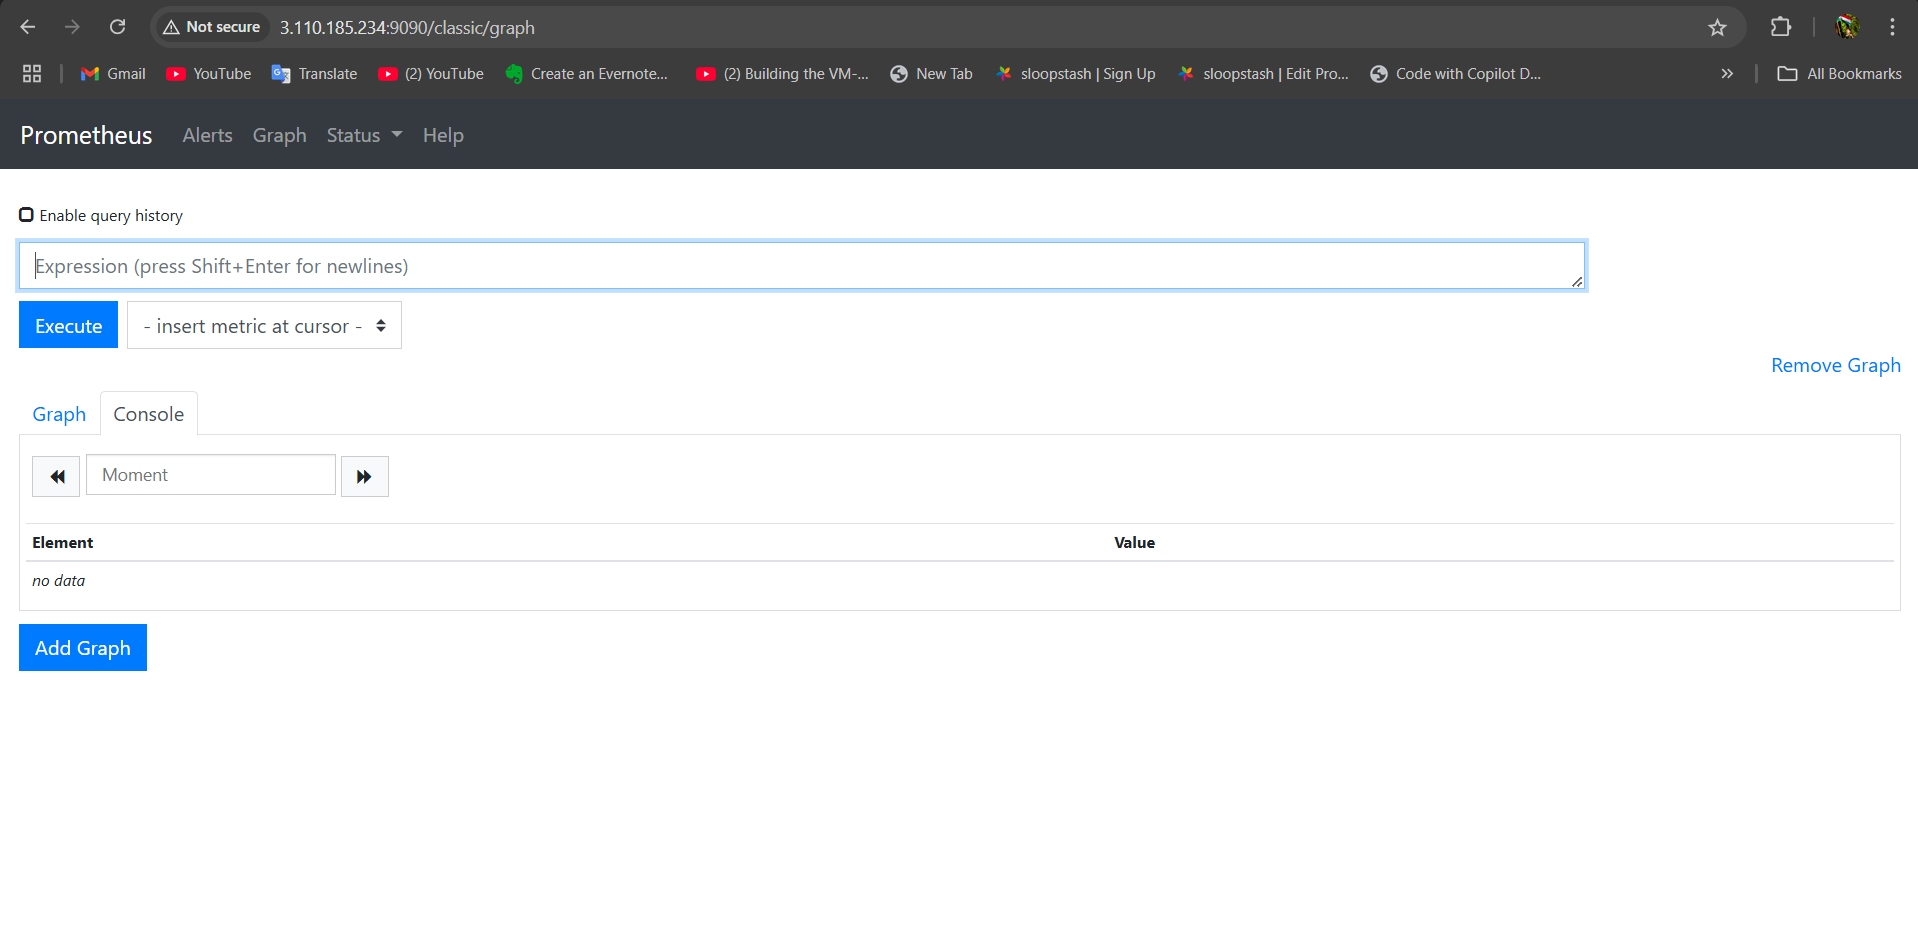 Not secure 3.110.185.234:9090/classic/graph
Gmail YouTube Translate (2) YouTube Create an Evernote... (2) Building the VM-... New Tab sloopstash | Sign Up sloopstash | Edit Pro... Code with Copilot D... » All Bookmarks
Prometheus Alerts Graph Status Help
Enable query history
Expression (press Shift+Enter for newlines)
Execute - insert metric at cursor -
Remove Graph
Graph Console
Moment
Element Value
no data
Add Graph